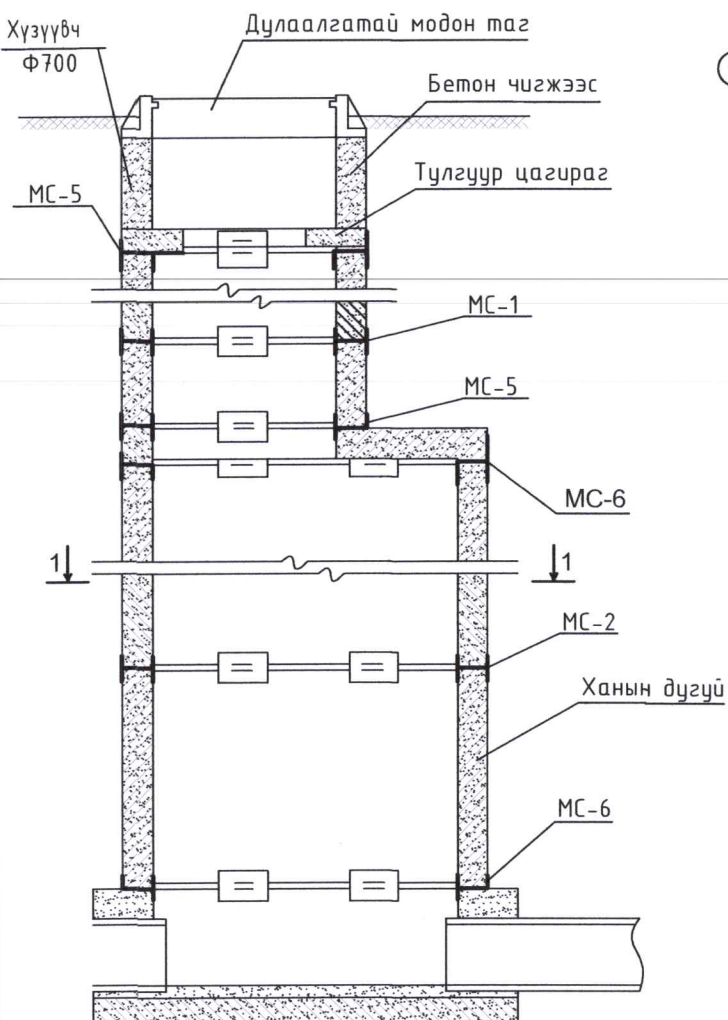 Хүзүүвч
Ф700
Дулаалгатай модон таг
Бетон чигжээс
Тулгуур цагираг
МС-5
МС-1
МС-5
МС-6
1
1
МС-2
Ханын дугуй
МС-6